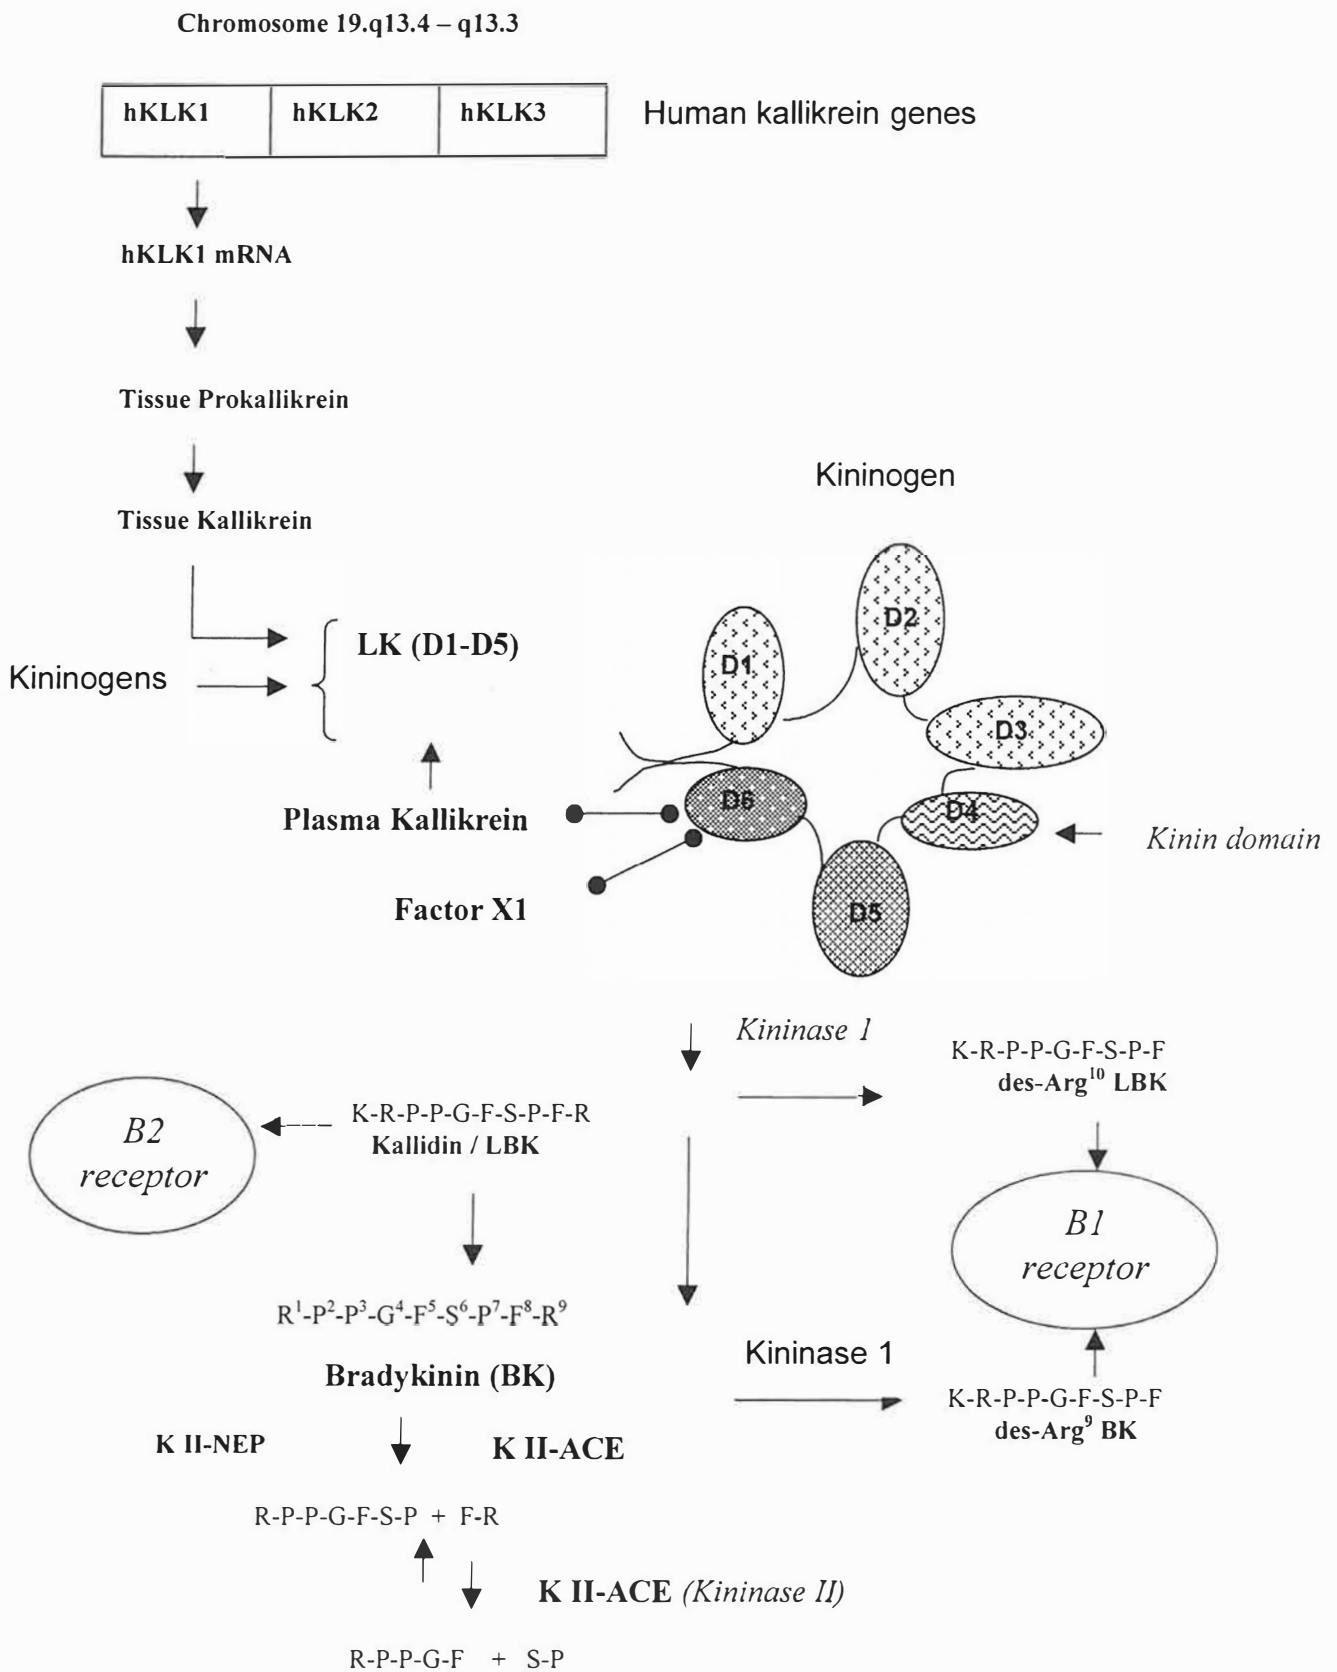 Chromosome 19.q13.4 – q13.3
hKLK1 hKLK2 hKLK3
Human kallikrein genes
hKLK1 mRNA
Tissue Prokallikrein
Tissue Kallikrein
Kininogen
D1
D2
D3
D4
D5
D6
LK (D1-D5)
Kininogens
Plasma Kallikrein
Factor X1
Kinin domain
Kininase 1
K-R-P-P-G-F-S-P-F
des-Arg¹⁰ LBK
B2
receptor
K-R-P-P-G-F-S-P-F-R
Kallidin / LBK
B1
receptor
R¹-P²-P³-G⁴-F⁵-S⁶-P⁷-F⁸-R⁹
Bradykinin (BK)
Kininase 1
K-R-P-P-G-F-S-P-F
des-Arg⁹ BK
K II-NEP
K II-ACE
R-P-P-G-F-S-P + F-R
K II-ACE (Kininase II)
R-P-P-G-F + S-P